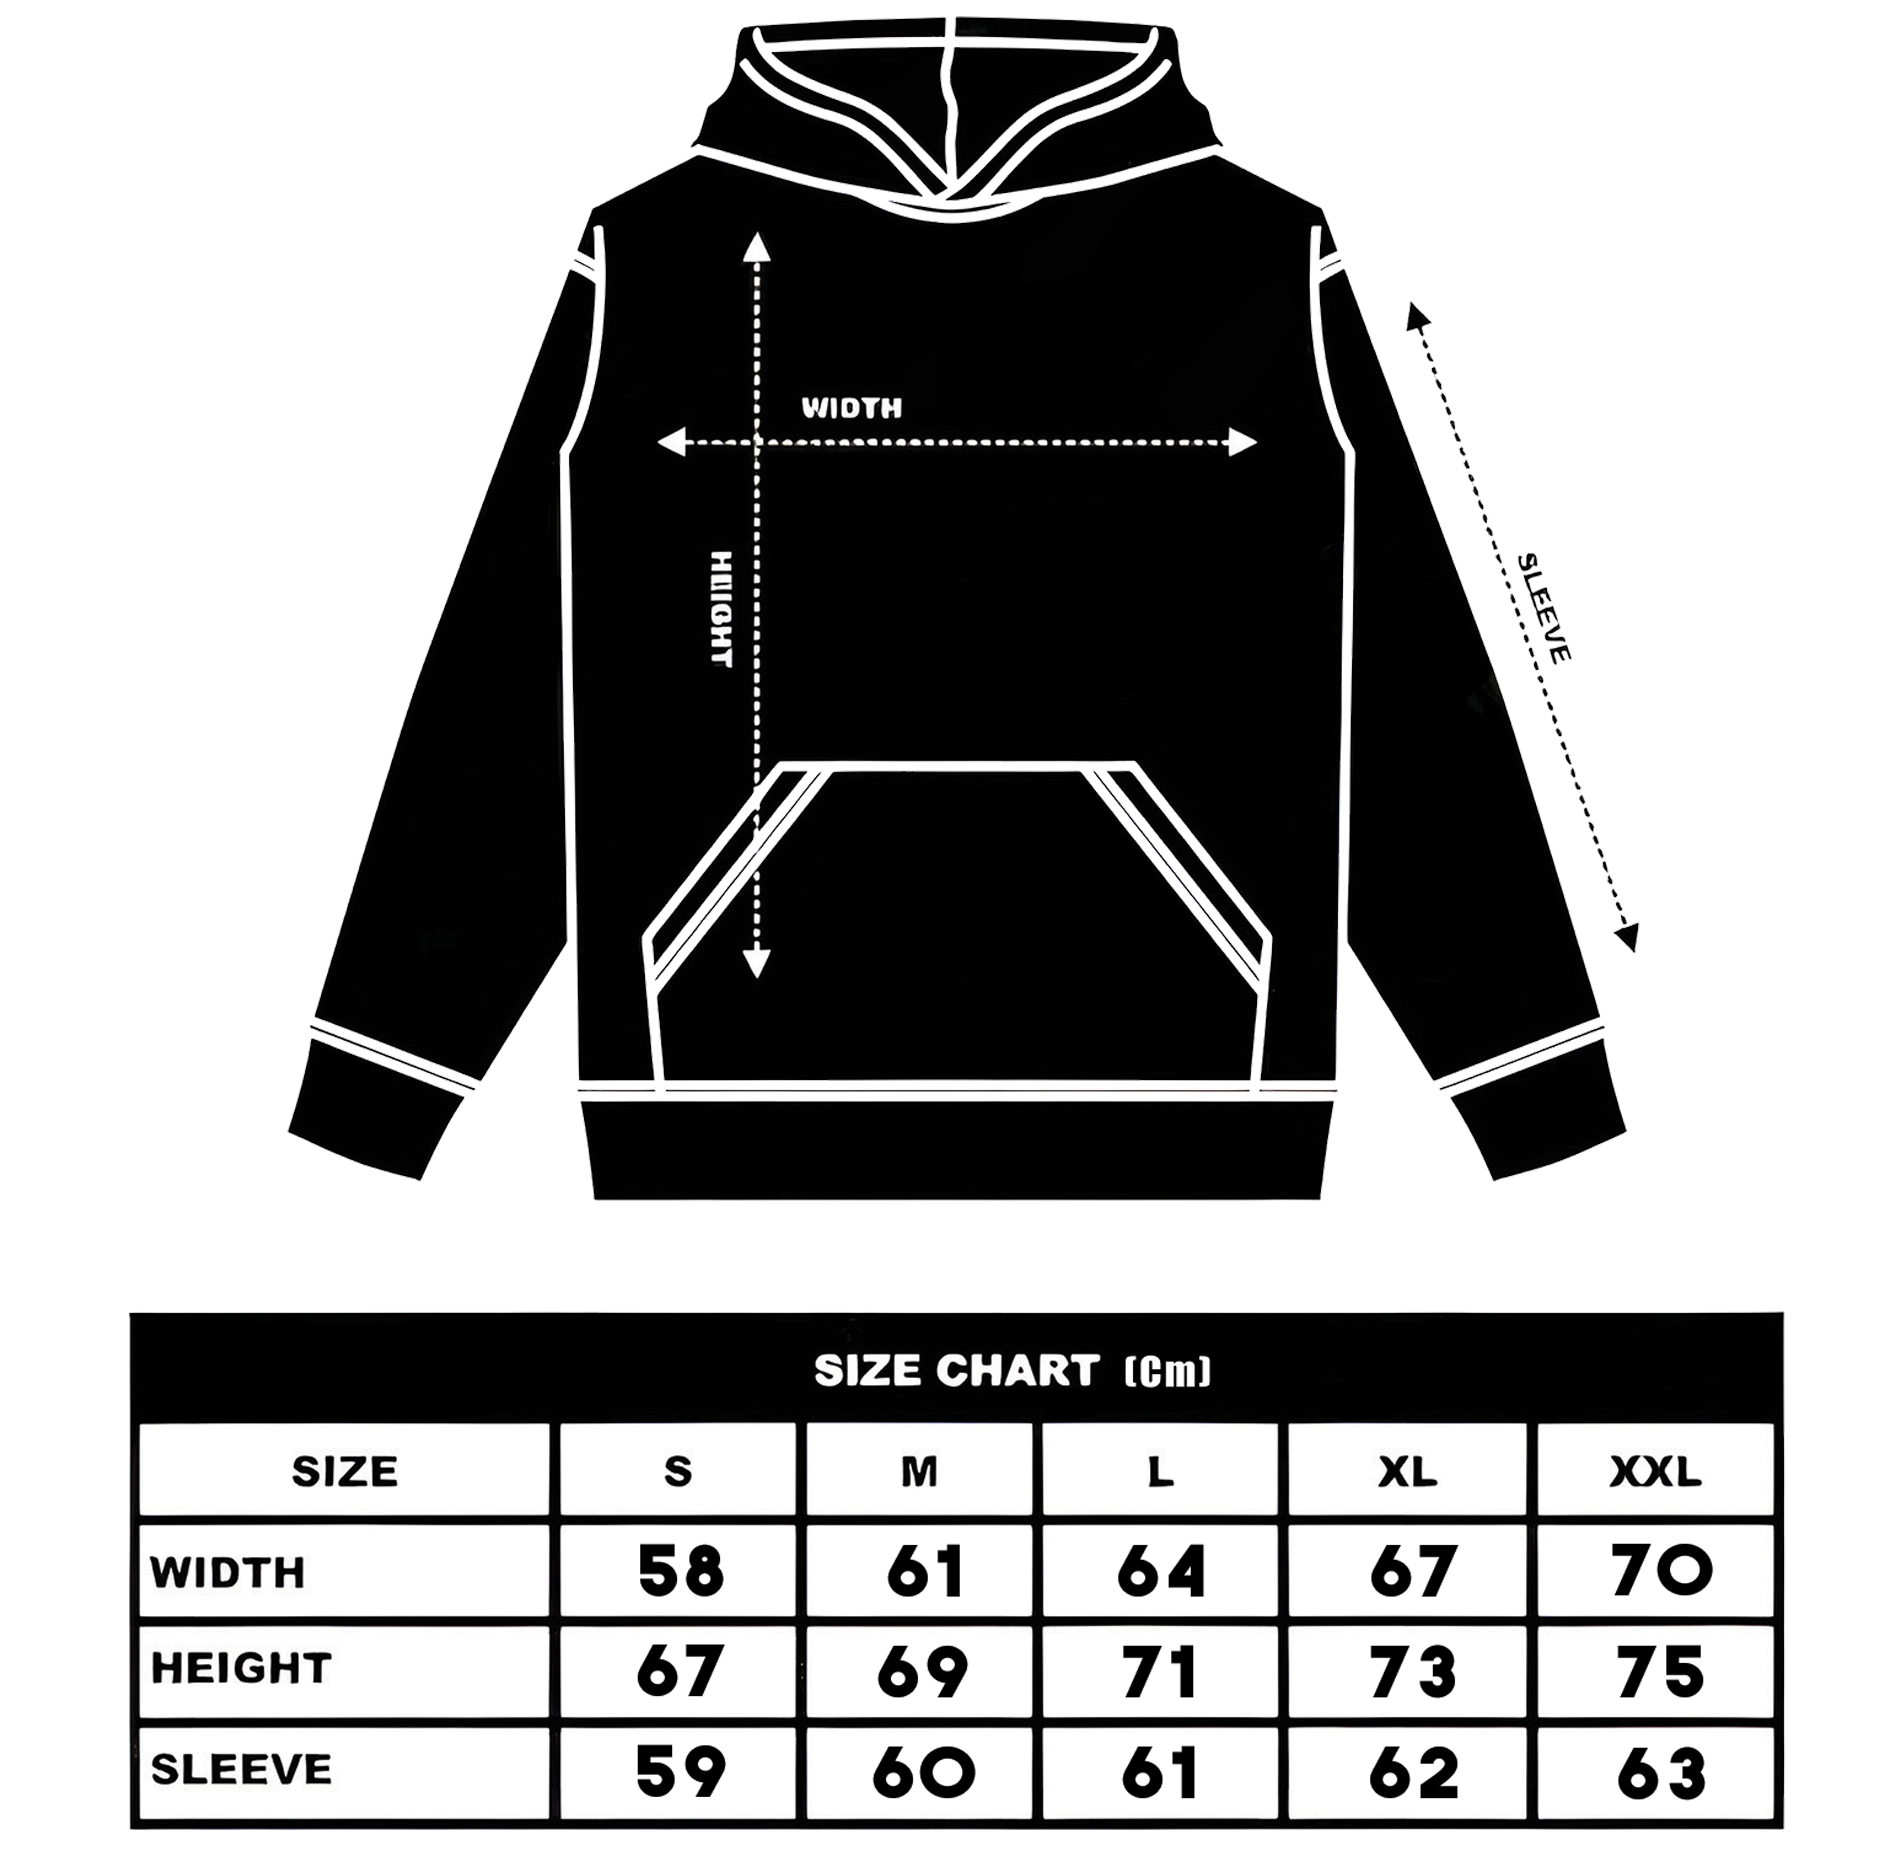 WIDTH
HEIGHT
SLEEVE
SIZE CHART (Cm)
SIZE S M L XL XXL
WIDTH 58 61 64 67 70
HEIGHT 67 69 71 73 75
SLEEVE 59 60 61 62 63